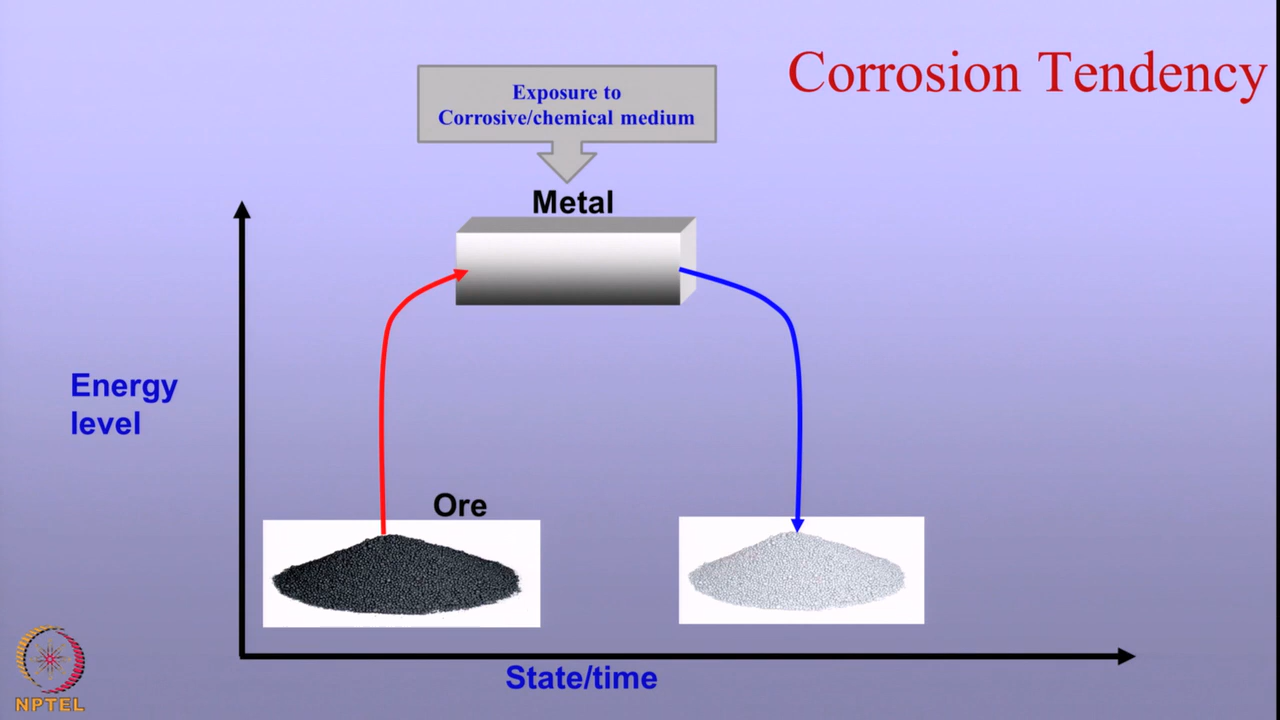 Corrosion Tendency
Exposure to
Corrosive/chemical medium
Metal
Energy
level
Ore
State/time
NPTEL